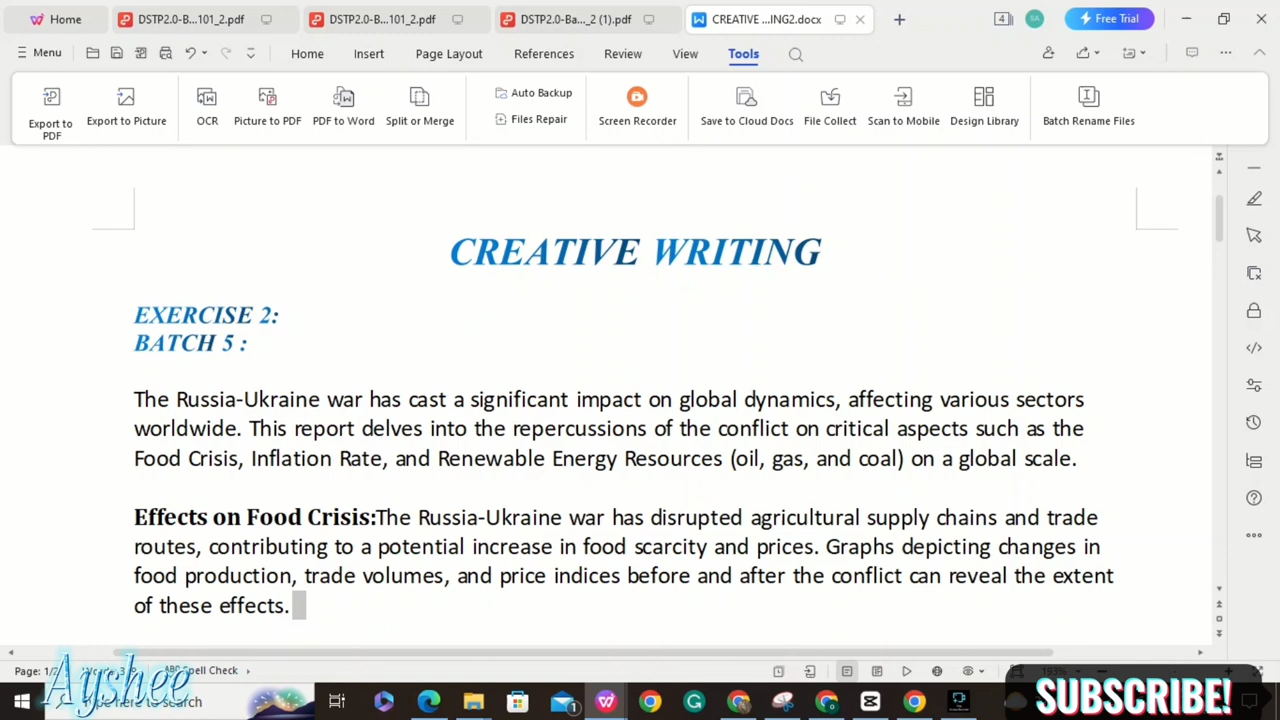 Home DSTP2.0-B...101_2.pdf DSTP2.0-B...101_2.pdf DSTP2.0-Ba..._2 (1).pdf CREATIVE ...ING2.docx 4 SA Free Trial
Menu Home Insert Page Layout References Review View Tools
Export to PDF Export to Picture OCR Picture to PDF PDF to Word Split or Merge Auto Backup Files Repair Screen Recorder Save to Cloud Docs File Collect Scan to Mobile Design Library Batch Rename Files
CREATIVE WRITING
EXERCISE 2:
BATCH 5 :
The Russia-Ukraine war has cast a significant impact on global dynamics, affecting various sectors
worldwide. This report delves into the repercussions of the conflict on critical aspects such as the
Food Crisis, Inflation Rate, and Renewable Energy Resources (oil, gas, and coal) on a global scale.
Effects on Food Crisis:The Russia-Ukraine war has disrupted agricultural supply chains and trade
routes, contributing to a potential increase in food scarcity and prices. Graphs depicting changes in
food production, trade volumes, and price indices before and after the conflict can reveal the extent
of these effects.
Page: 1/ Spell Check 193%
Ayshee
here to search
SUBSCRIBE!